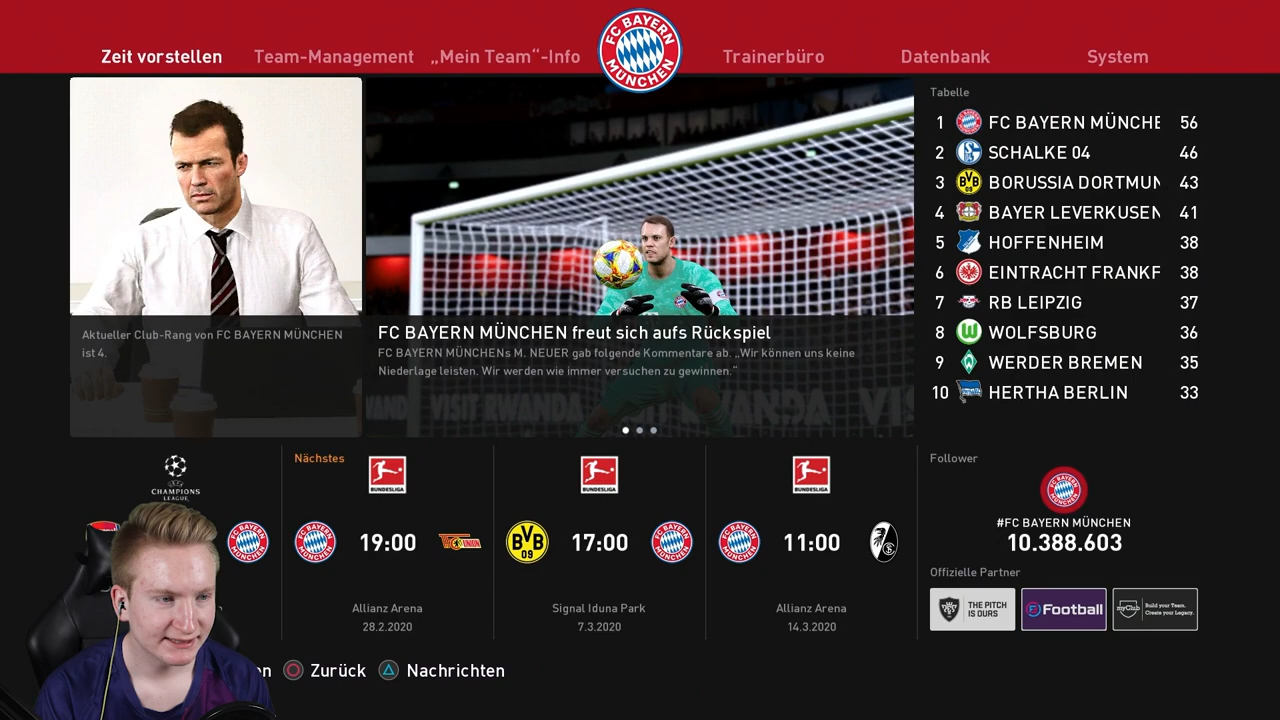 Zeit vorstellen
Team-Management
„Mein Team“-Info
FC BAYERN
MÜNCHEN
Trainerbüro
Datenbank
System
Aktueller Club-Rang von FC BAYERN MÜNCHEN
ist 4.
FC BAYERN MÜNCHEN freut sich aufs Rückspiel
FC BAYERN MÜNCHENs M. NEUER gab folgende Kommentare ab. „Wir können uns keine
Niederlage leisten. Wir werden wie immer versuchen zu gewinnen.“
VISIT RWANDA
Tabelle
1 FC BAYERN MÜNCHE 56
2 SCHALKE 04 46
3 BORUSSIA DORTMUN 43
4 BAYER LEVERKUSEN 41
5 HOFFENHEIM 38
6 EINTRACHT FRANKF 38
7 RB LEIPZIG 37
8 WOLFSBURG 36
9 WERDER BREMEN 35
10 HERTHA BERLIN 33
CHAMPIONS
LEAGUE
Nächstes
BUNDESLIGA
19:00
UNION
Allianz Arena
28.2.2020
BUNDESLIGA
BVB
09
17:00
Signal Iduna Park
7.3.2020
BUNDESLIGA
11:00
Allianz Arena
14.3.2020
Follower
#FC BAYERN MÜNCHEN
10.388.603
Offizielle Partner
THE PITCH
IS OURS
eFootball
myClub
Build your Team.
Create your Legacy.
en
Zurück
Nachrichten